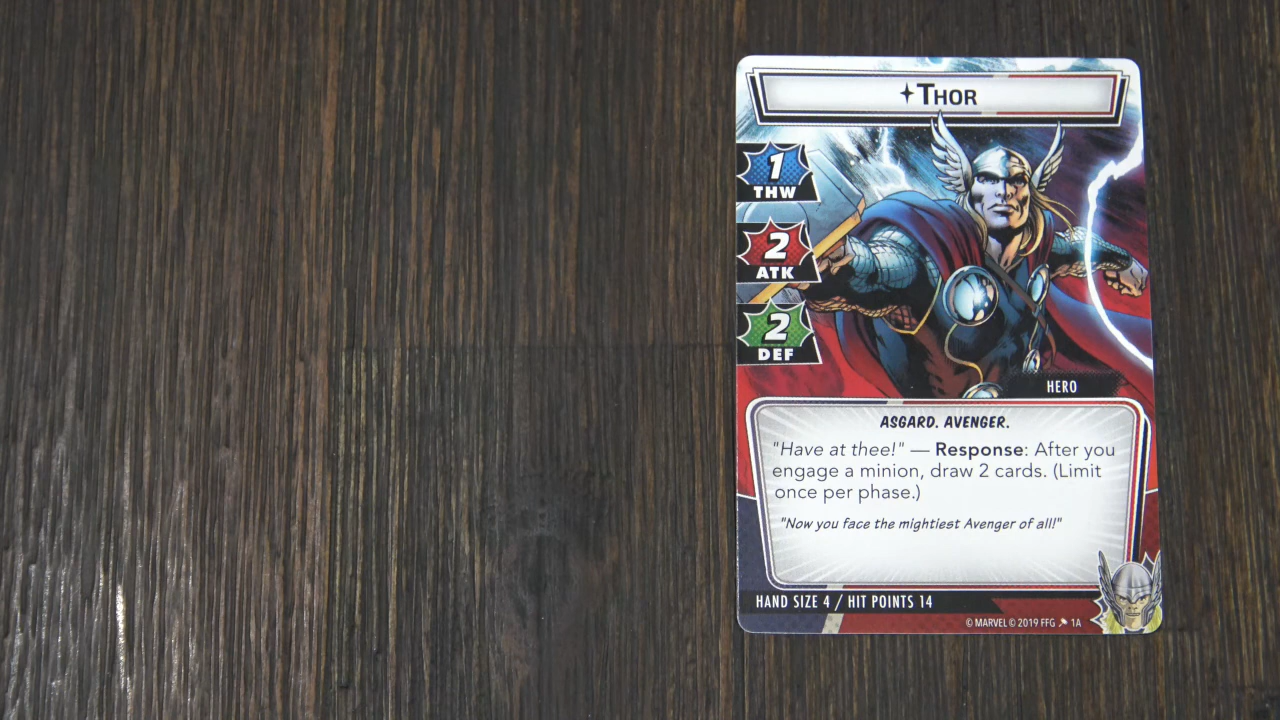 THOR
1
THW
2
ATK
2
DEF
HERO
ASGARD. AVENGER.
"Have at thee!" — Response: After you
engage a minion, draw 2 cards. (Limit
once per phase.)
"Now you face the mightiest Avenger of all!"
HAND SIZE 4 / HIT POINTS 14
© MARVEL © 2019 FFG 1A